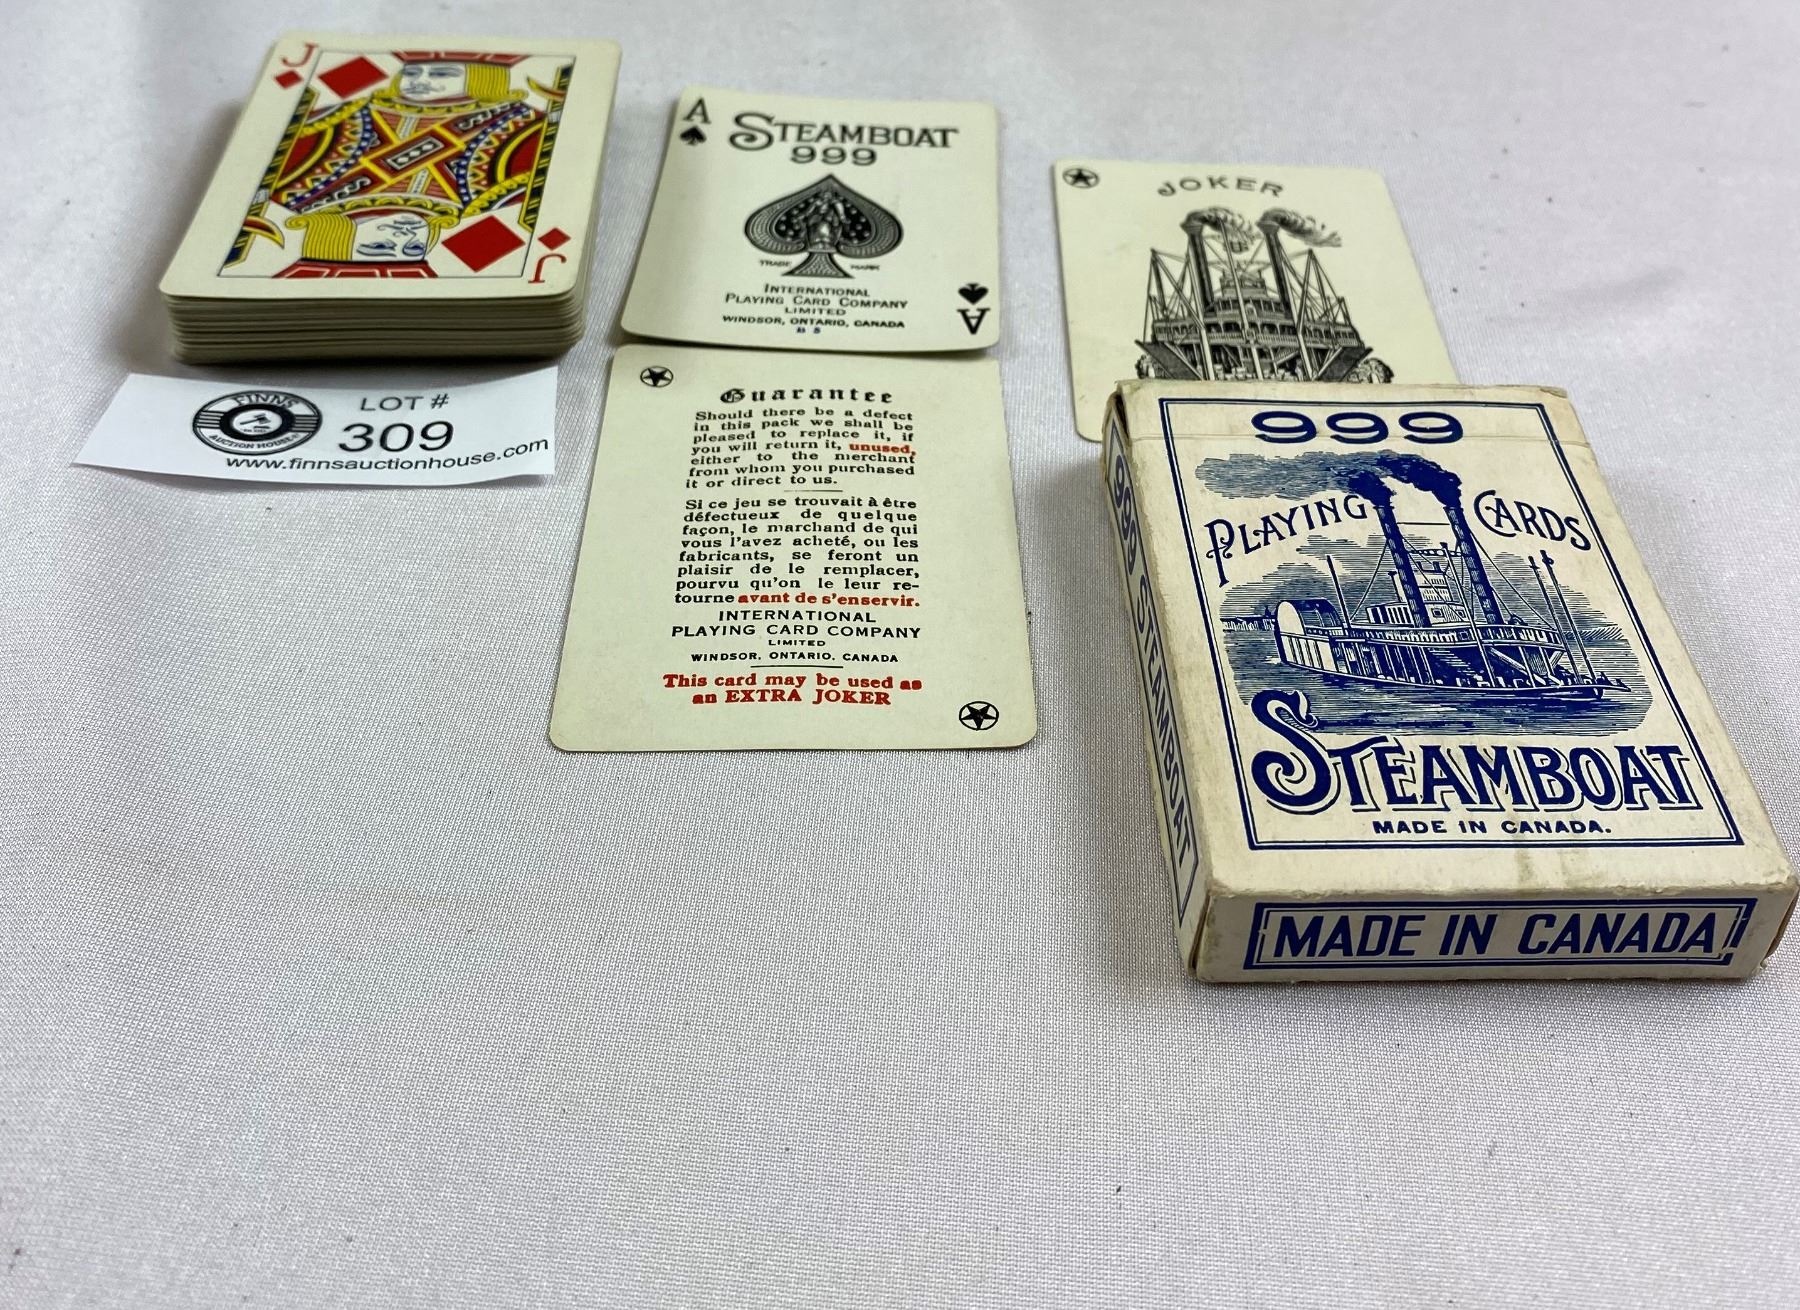 J
J
FINNS
AUCTION HOUSE
LOT #
309
www.finnsauctionhouse.com
A
STEAMBOAT
999
TRADE MARK
INTERNATIONAL
PLAYING CARD COMPANY
LIMITED
WINDSOR, ONTARIO, CANADA
A
Guarantee
Should there be a defect
in this pack we shall be
pleased to replace it, if
you will return it, unused,
either to the merchant
from whom you purchased
it or direct to us.
Si ce jeu se trouvait à être
défectueux de quelque
façon, le marchand de qui
vous l'avez acheté, ou les
fabricants, se feront un
plaisir de le remplacer,
pourvu qu'on le leur re-
tourne avant de s'enservir.
INTERNATIONAL
PLAYING CARD COMPANY
LIMITED
WINDSOR, ONTARIO, CANADA
This card may be used as
an EXTRA JOKER
JOKER
999
PLAYING CARDS
STEAMBOAT
MADE IN CANADA.
999 STEAMBOAT
MADE IN CANADA